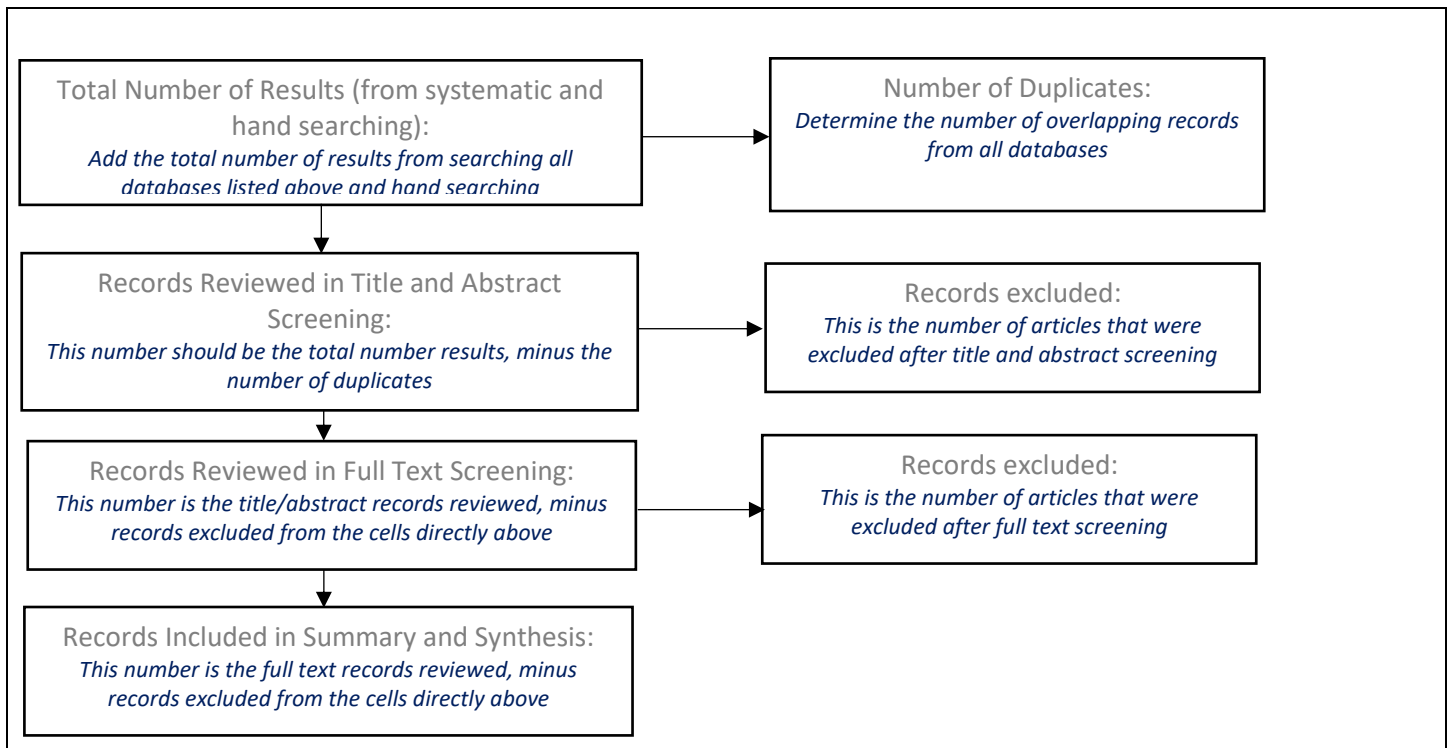 Total Number of Results (from systematic and
hand searching):
Add the total number of results from searching all
databases listed above and hand searching
Number of Duplicates:
Determine the number of overlapping records
from all databases
Records Reviewed in Title and Abstract
Screening:
This number should be the total number results, minus the
number of duplicates
Records excluded:
This is the number of articles that were
excluded after title and abstract screening
Records Reviewed in Full Text Screening:
This number is the title/abstract records reviewed, minus
records excluded from the cells directly above
Records excluded:
This is the number of articles that were
excluded after full text screening
Records Included in Summary and Synthesis:
This number is the full text records reviewed, minus
records excluded from the cells directly above